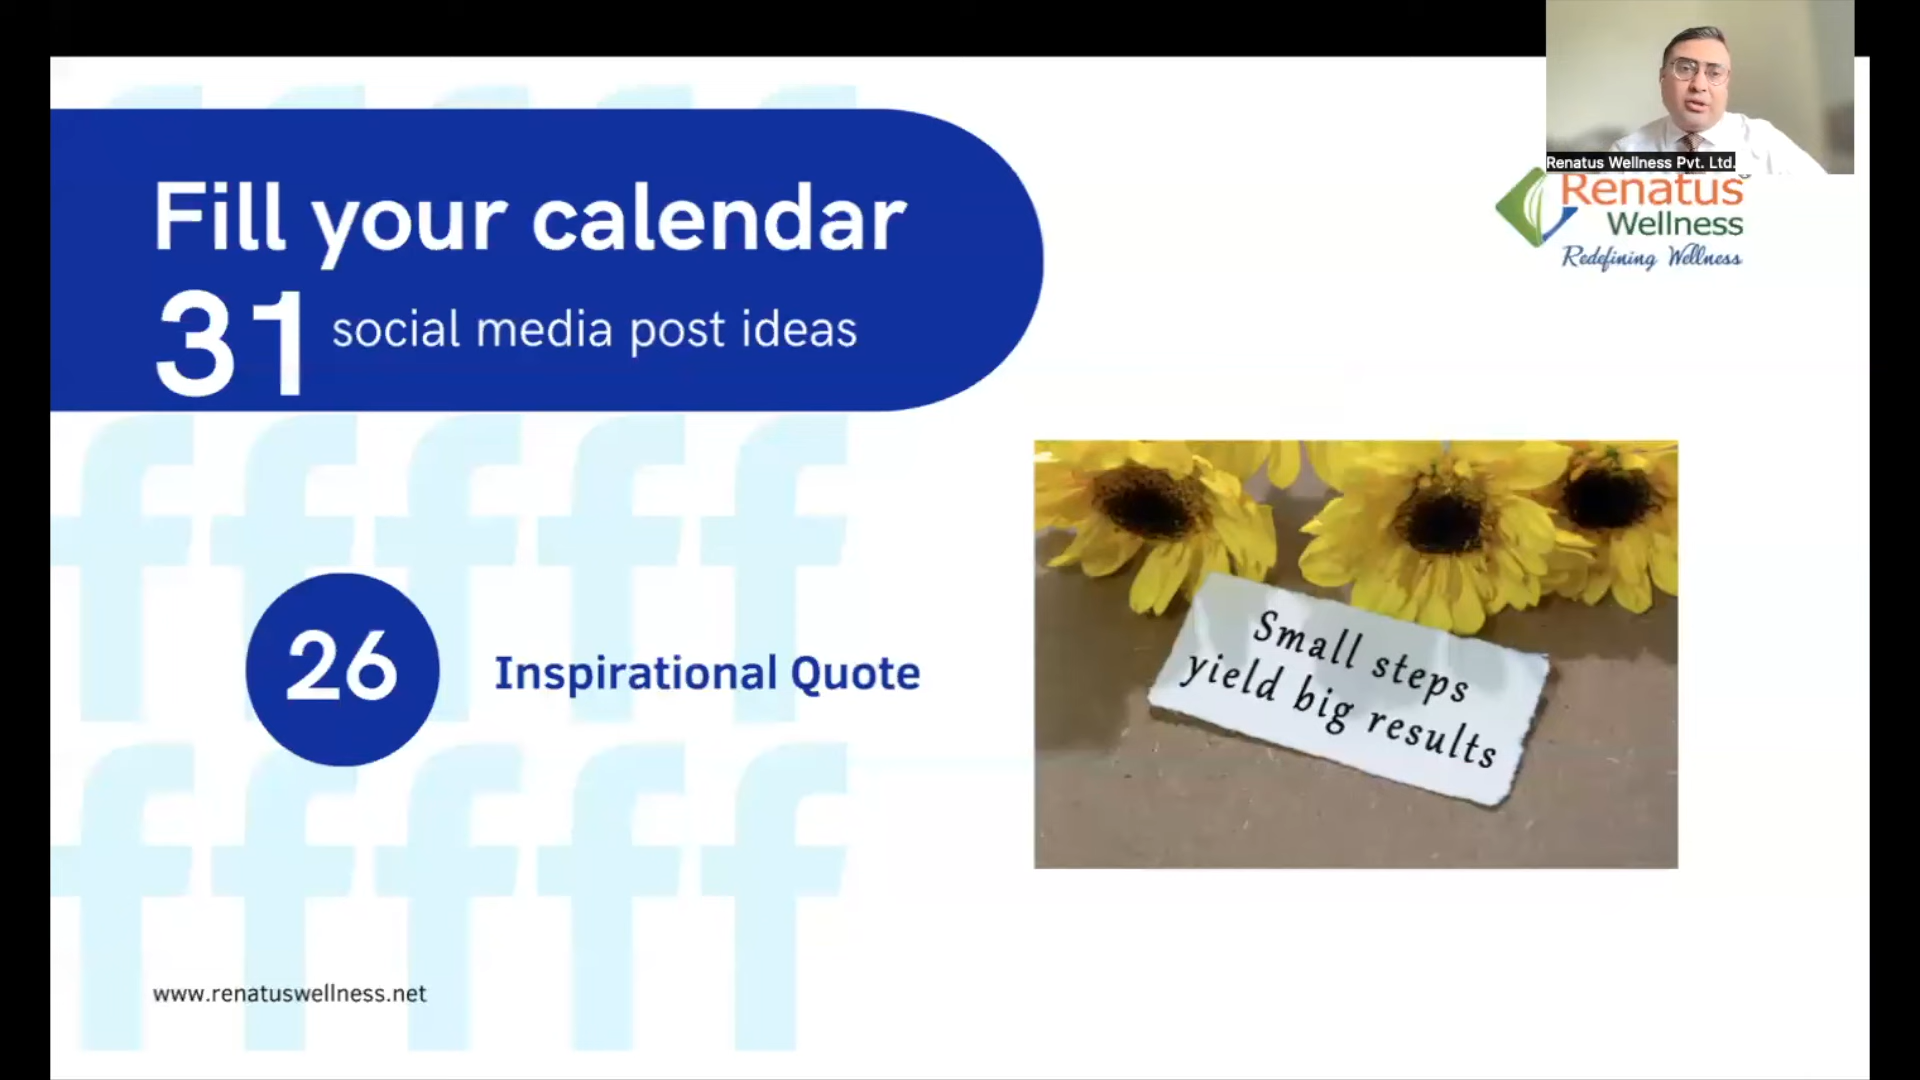 Fill your calendar
31 social media post ideas
Renatus Wellness Pvt. Ltd.
Renatus
Wellness
Redefining Wellness
26
Inspirational Quote
Small steps
yield big results
www.renatuswellness.net